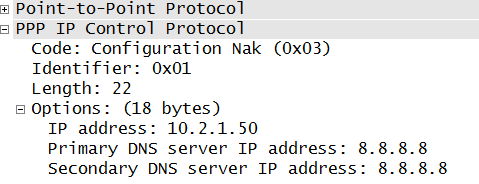 Point-to-Point Protocol
PPP IP Control Protocol
Code: Configuration Nak (0x03)
Identifier: 0x01
Length: 22
Options: (18 bytes)
IP address: 10.2.1.50
Primary DNS server IP address: 8.8.8.8
Secondary DNS server IP address: 8.8.8.8